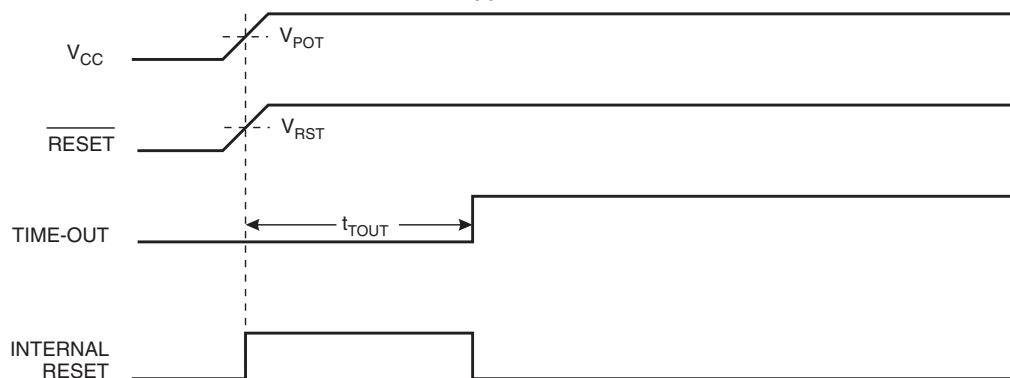 V_CC
V_POT
RESET
V_RST
TIME-OUT
t_TOUT
INTERNAL
RESET